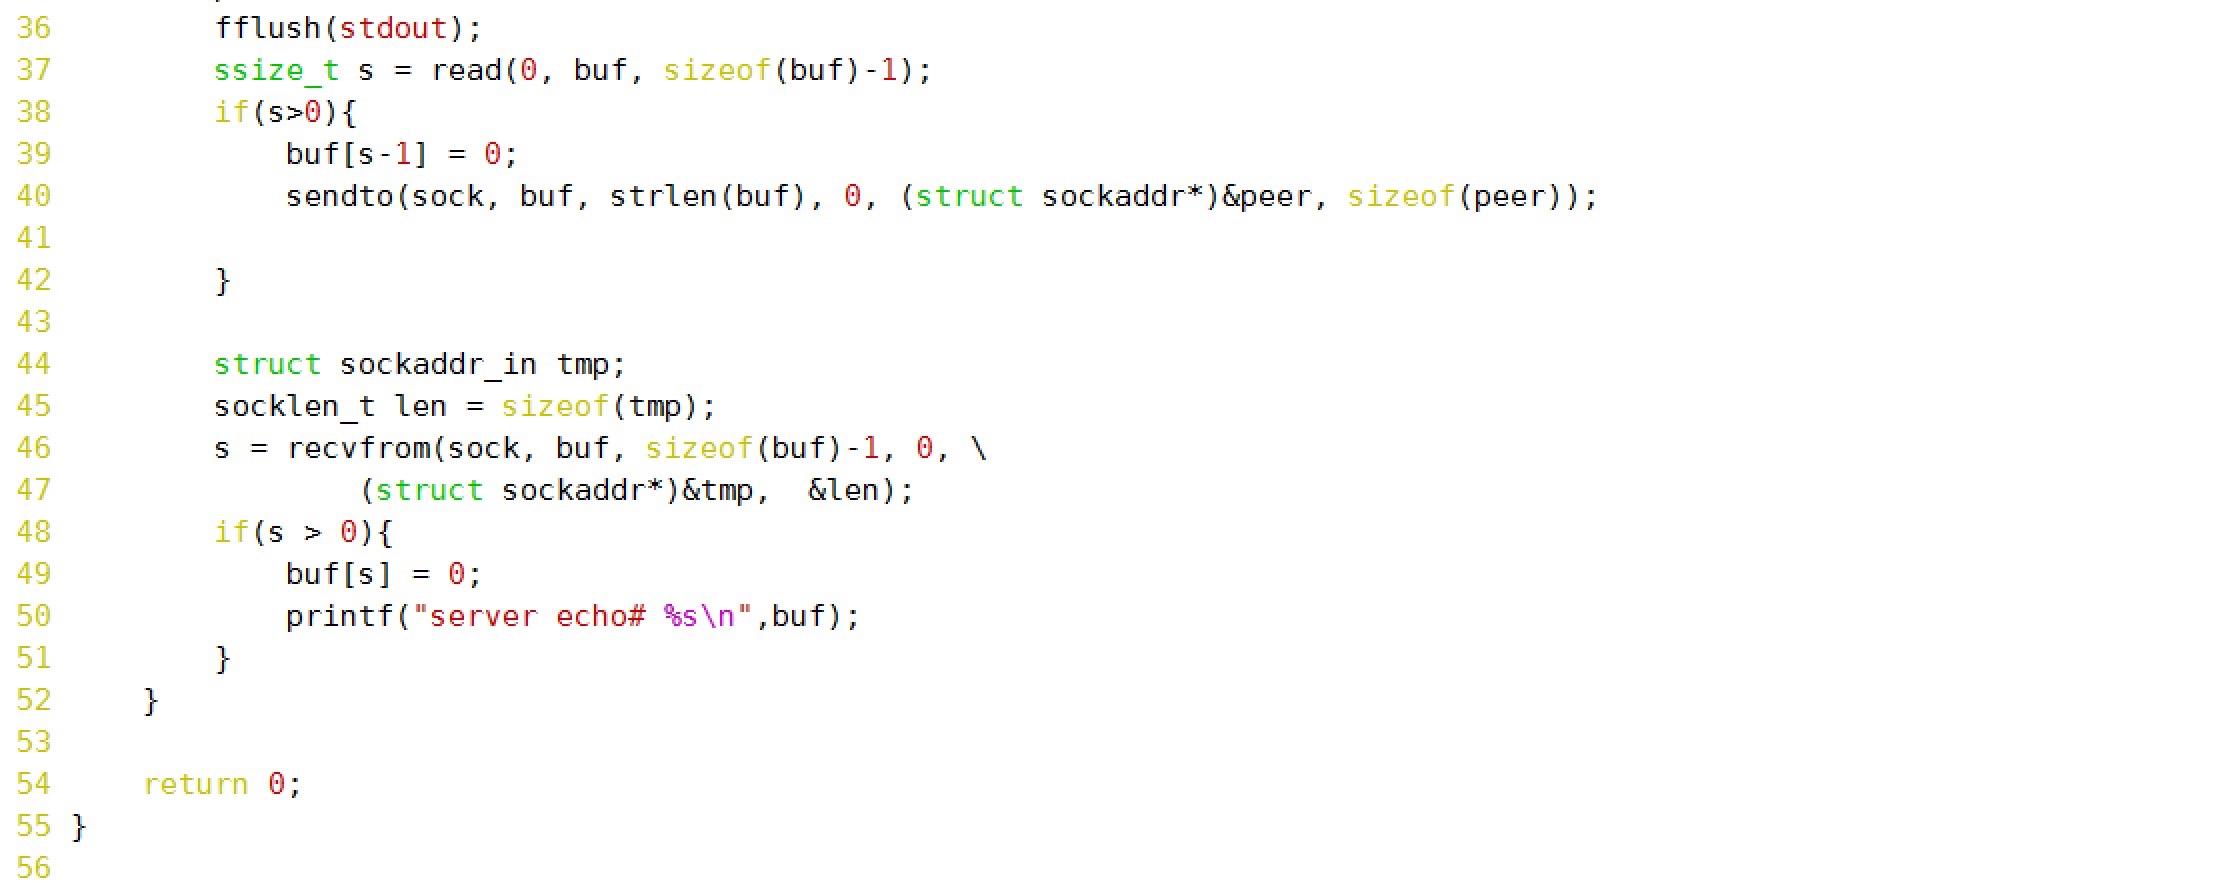 36         fflush(stdout);
37         ssize_t s = read(0, buf, sizeof(buf)-1);
38         if(s>0){
39             buf[s-1] = 0;
40             sendto(sock, buf, strlen(buf), 0, (struct sockaddr*)&peer, sizeof(peer));
41
42         }
43
44         struct sockaddr_in tmp;
45         socklen_t len = sizeof(tmp);
46         s = recvfrom(sock, buf, sizeof(buf)-1, 0, \
47                 (struct sockaddr*)&tmp,  &len);
48         if(s > 0){
49             buf[s] = 0;
50             printf("server echo# %s\n",buf);
51         }
52     }
53
54     return 0;
55 }
56